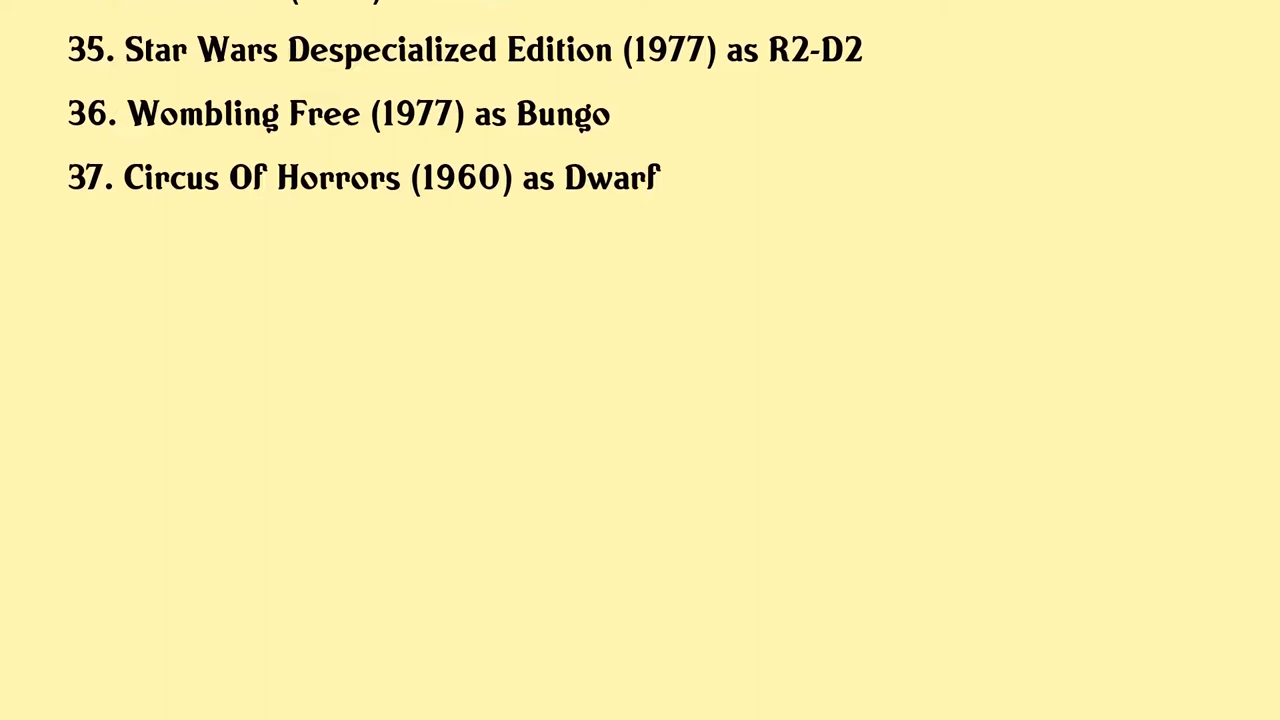 35. Star Wars Despecialized Edition (1977) as R2-D2
36. Wombling Free (1977) as Bungo
37. Circus Of Horrors (1960) as Dwarf